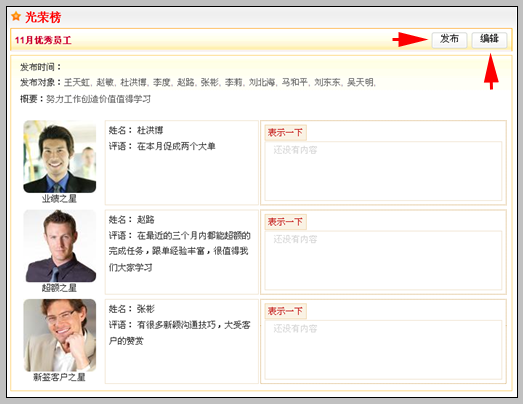 光荣榜
11月优秀员工
发布
编辑
发布时间：
发布对象：王天虹, 赵敏, 杜洪博, 李度, 赵路, 张彬, 李莉, 刘北海, 马和平, 刘东东, 吴天明,
概要：努力工作创造价值值得学习
姓名： 杜洪博
评语： 在本月促成两个大单
表示一下
还没有内容
业绩之星
姓名： 赵路
评语： 在最近的三个月内都能超额的
完成任务，跟单经验丰富，很值得我
们大家学习
表示一下
还没有内容
超额之星
姓名： 张彬
评语： 有很多新颖沟通技巧，大受客
户的赞赏
表示一下
还没有内容
新签客户之星